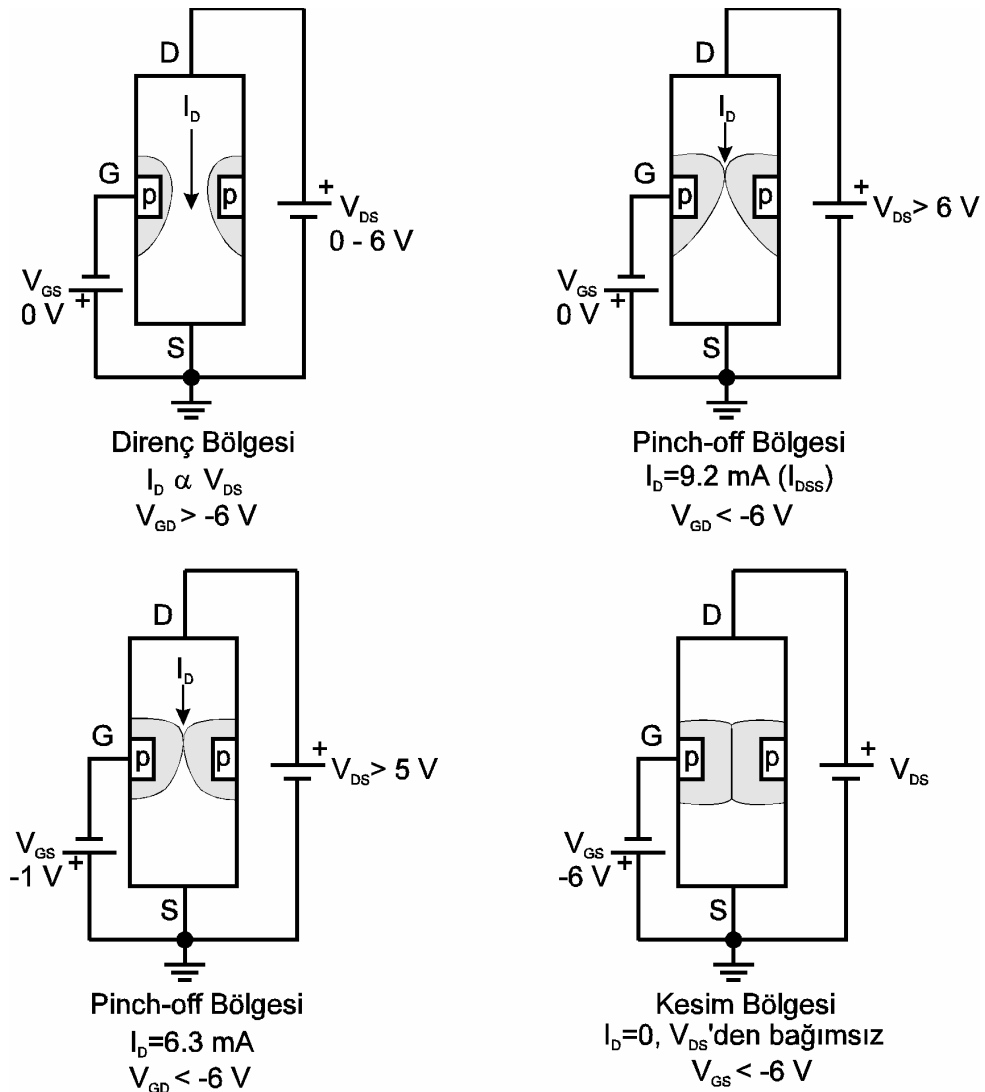 D
I_D
G
p
p
+
V_DS
0 - 6 V
V_GS
0 V
+
S
Direnç Bölgesi
I_D α V_DS
V_GD > -6 V
D
I_D
G
p
p
+
V_DS > 6 V
V_GS
0 V
+
S
Pinch-off Bölgesi
I_D=9.2 mA (I_DSS)
V_GD < -6 V
D
I_D
G
p
p
+
V_DS > 5 V
V_GS
-1 V
+
S
Pinch-off Bölgesi
I_D=6.3 mA
V_GD < -6 V
D
G
p
p
+
V_DS
V_GS
-6 V
+
S
Kesim Bölgesi
I_D=0, V_DS'den bağımsız
V_GS < -6 V